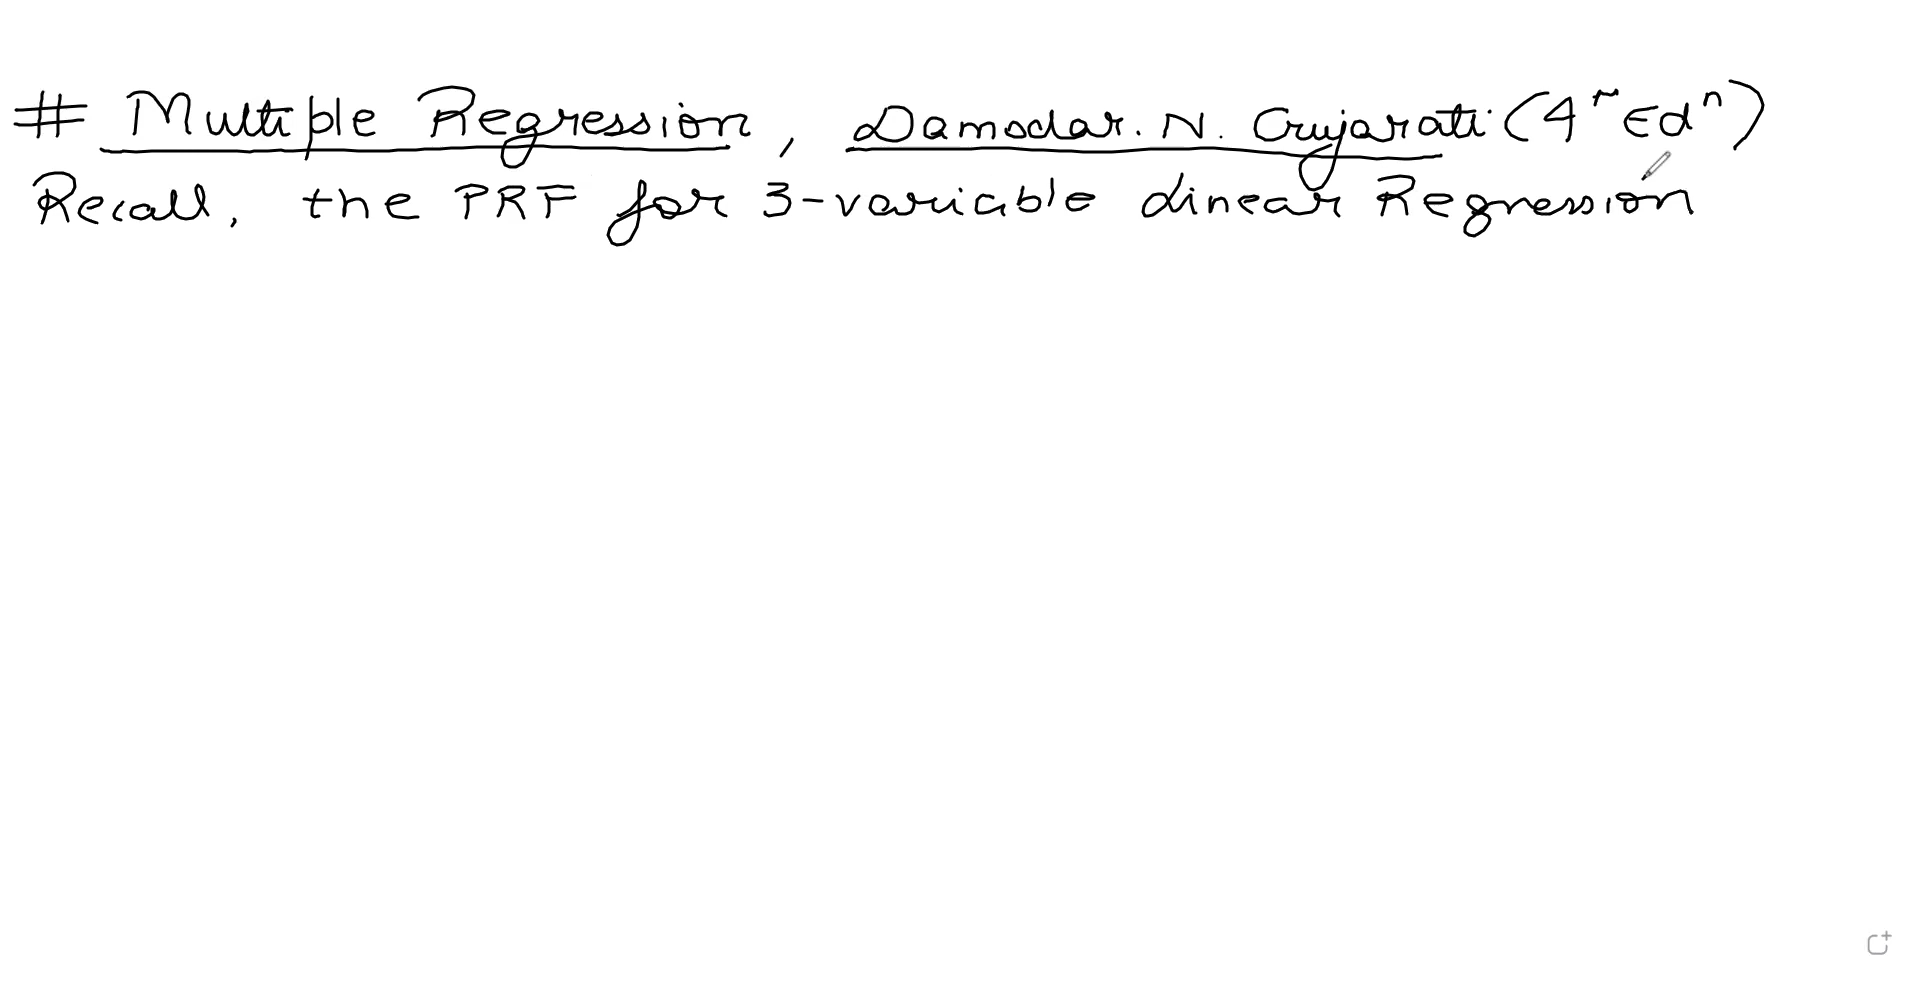 # Multiple Regression, Damodar. N. Gujarati (4th Edn)
Recall, the PRF for 3-variable Linear Regression